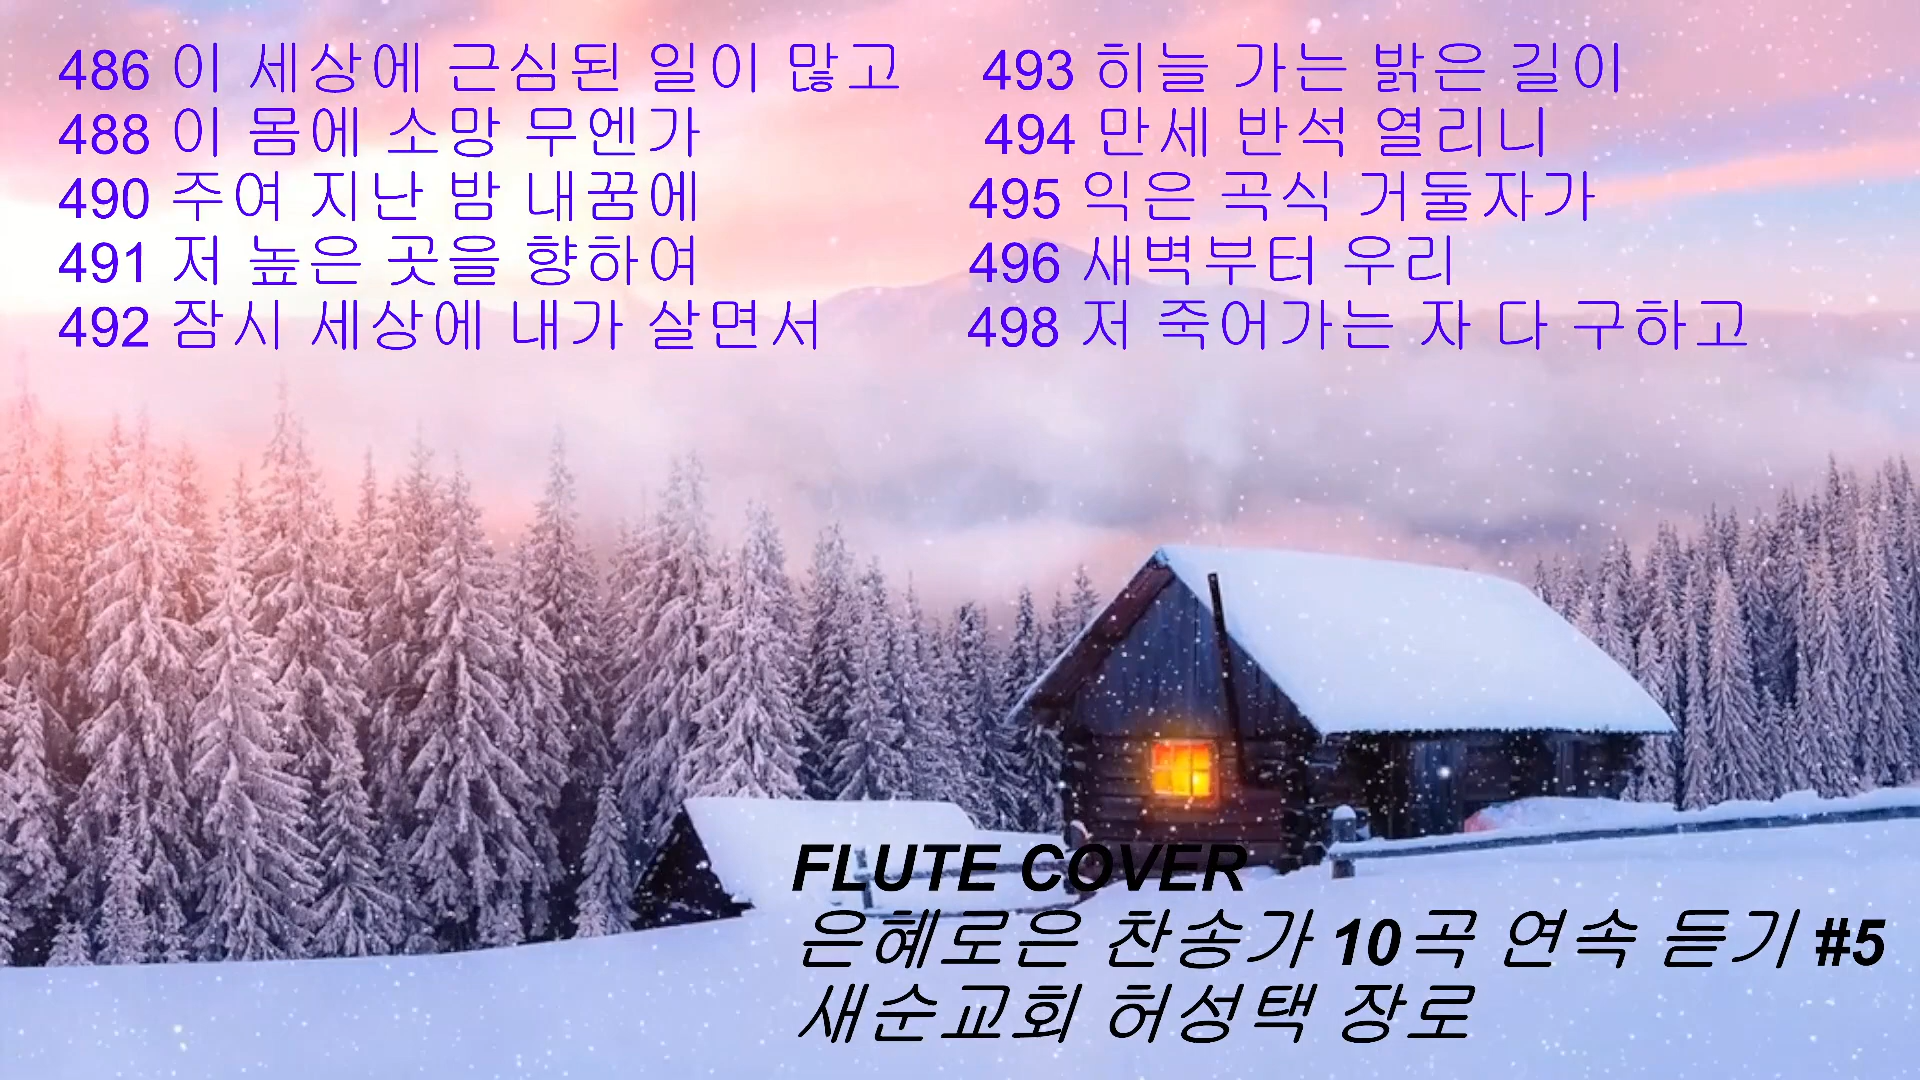 486 이 세상에 근심된 일이 많고
488 이 몸에 소망 무엔가
490 주여 지난 밤 내꿈에
491 저 높은 곳을 향하여
492 잠시 세상에 내가 살면서
493 히늘 가는 밝은 길이
494 만세 반석 열리니
495 익은 곡식 거둘자가
496 새벽부터 우리
498 저 죽어가는 자 다 구하고
FLUTE COVER
은혜로은 찬송가 10곡 연속 듣기 #5
새순교회 허성택 장로